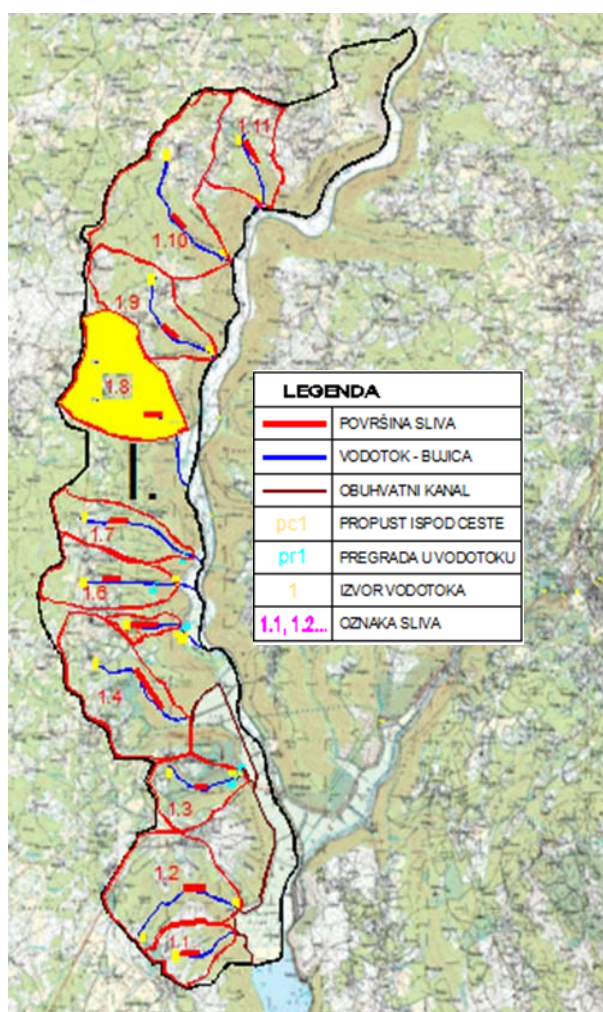 1.11
1.10
1.9
1.8
I.
1.7
1.6
1.4
1.3
1.2
1.1
LEGENDA
POVRŠINA SLIVA
VODOTOK - BUJICA
OBUHVATNI KANAL
pc1 PROPUST ISPOD CESTE
pr1 PREGRADA U VODOTOKU
1 IZVOR VODOTOKA
1.1, 1.2... OZNAKA SLIVA